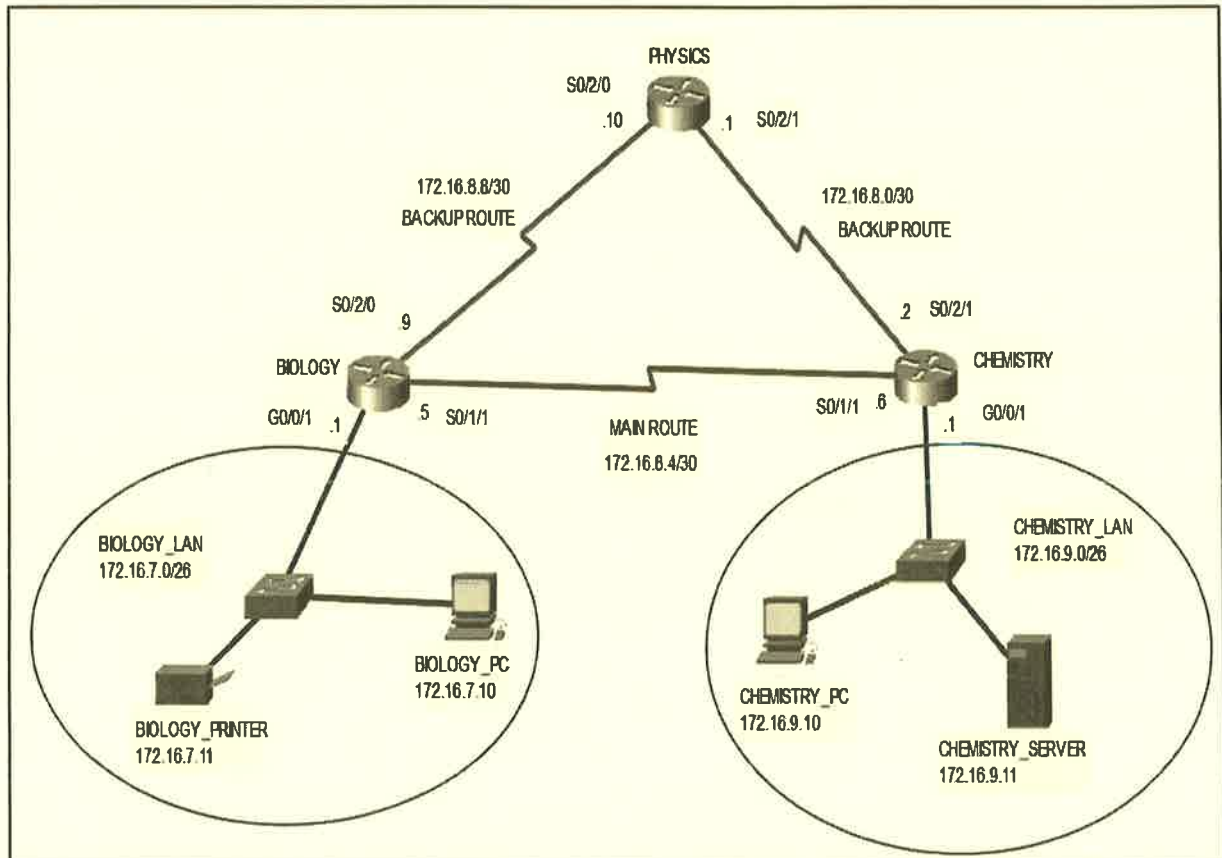 PHYSICS
S0/2/0
.10
.1
S0/2/1
172.16.8.8/30
BACKUP ROUTE
172.16.8.0/30
BACKUP ROUTE
S0/2/0
.9
.2
S0/2/1
BIOLOGY
CHEMISTRY
G0/0/1
.1
.5
S0/1/1
MAIN ROUTE
172.16.6.4/30
S0/1/1
.6
.1
G0/0/1
BIOLOGY_LAN
172.16.7.0/26
CHEMISTRY_LAN
172.16.9.0/26
BIOLOGY_PC
172.16.7.10
BIOLOGY_PRINTER
172.16.7.11
CHEMISTRY_PC
172.16.9.10
CHEMISTRY_SERVER
172.16.9.11